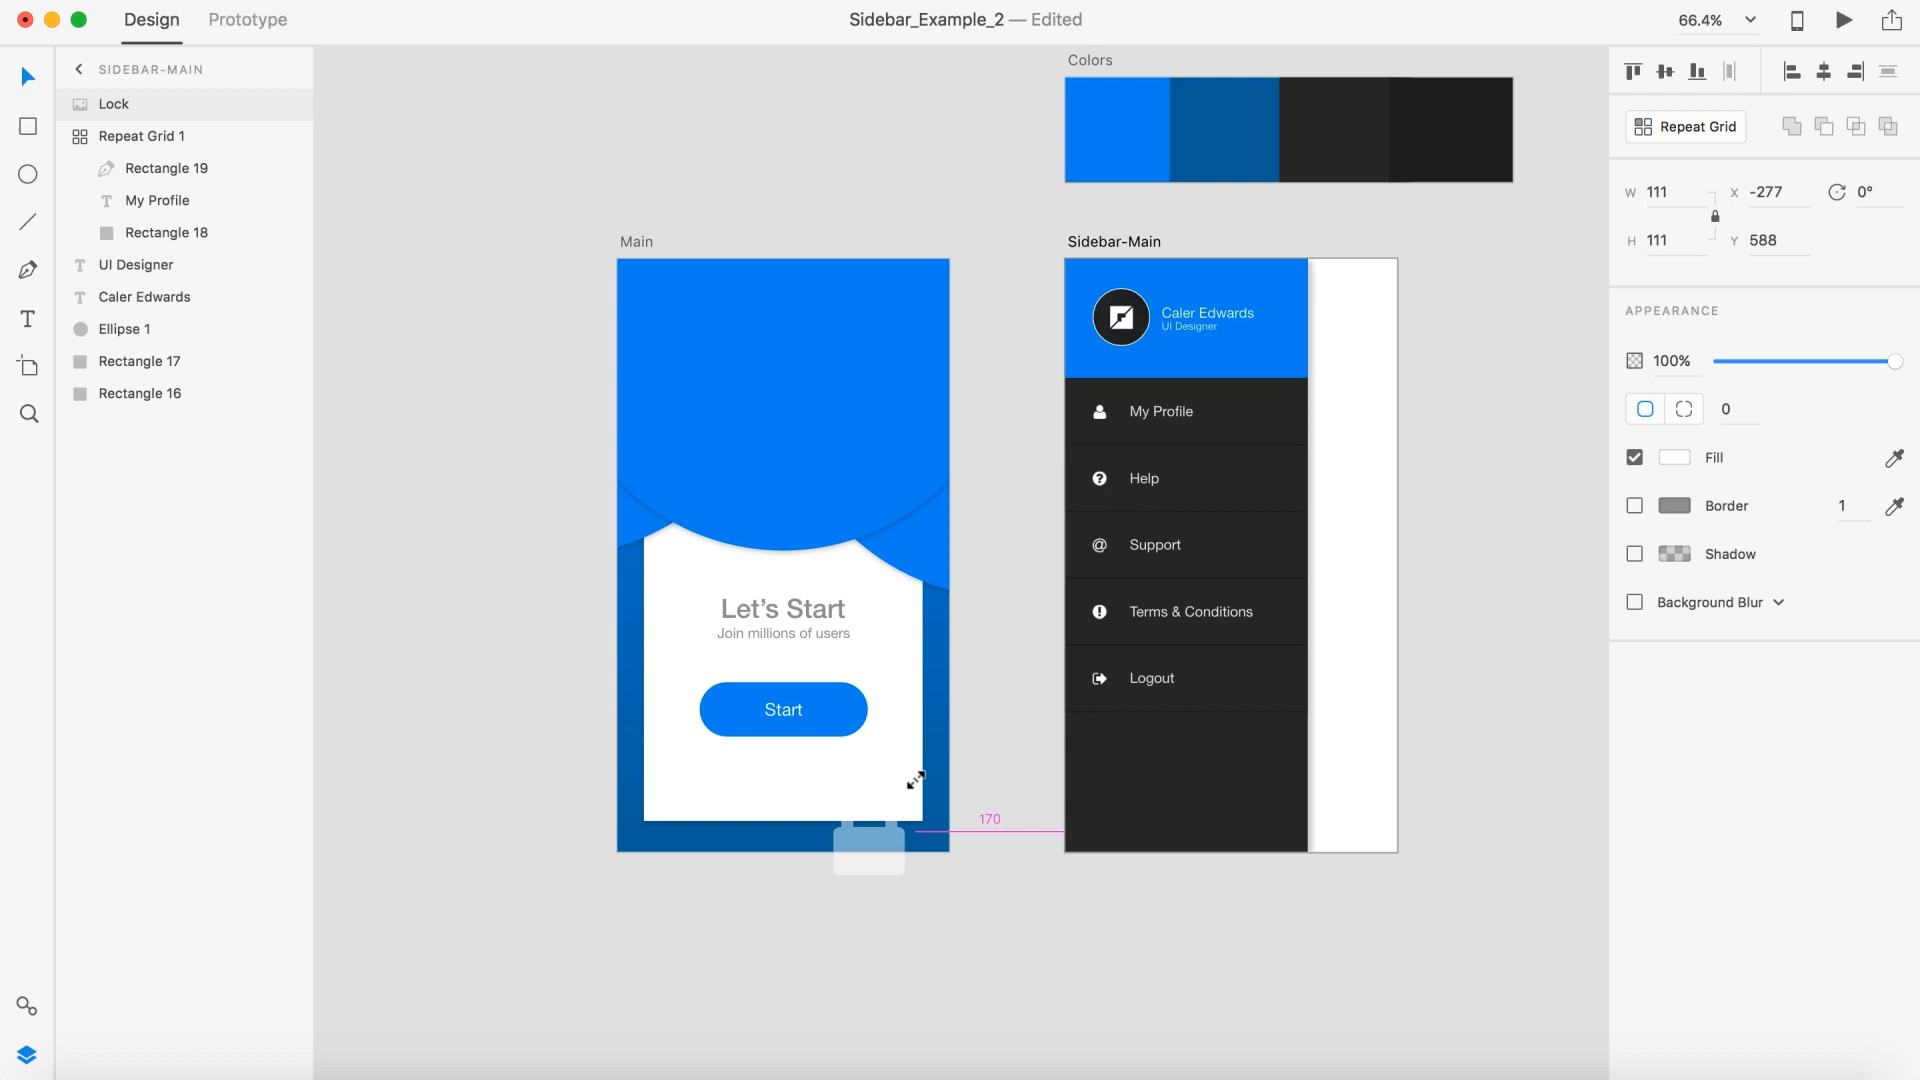 Design Prototype Sidebar_Example_2 — Edited 66.4%
SIDEBAR-MAIN
Lock
Repeat Grid 1
Rectangle 19
My Profile
Rectangle 18
UI Designer
Caler Edwards
Ellipse 1
Rectangle 17
Rectangle 16
Colors
Main
Let’s Start
Join millions of users
Start
170
Sidebar-Main
Caler Edwards
UI Designer
My Profile
Help
Support
Terms & Conditions
Logout
Repeat Grid
W 111 X -277 0°
H 111 Y 588
APPEARANCE
100%
0
Fill
Border 1
Shadow
Background Blur